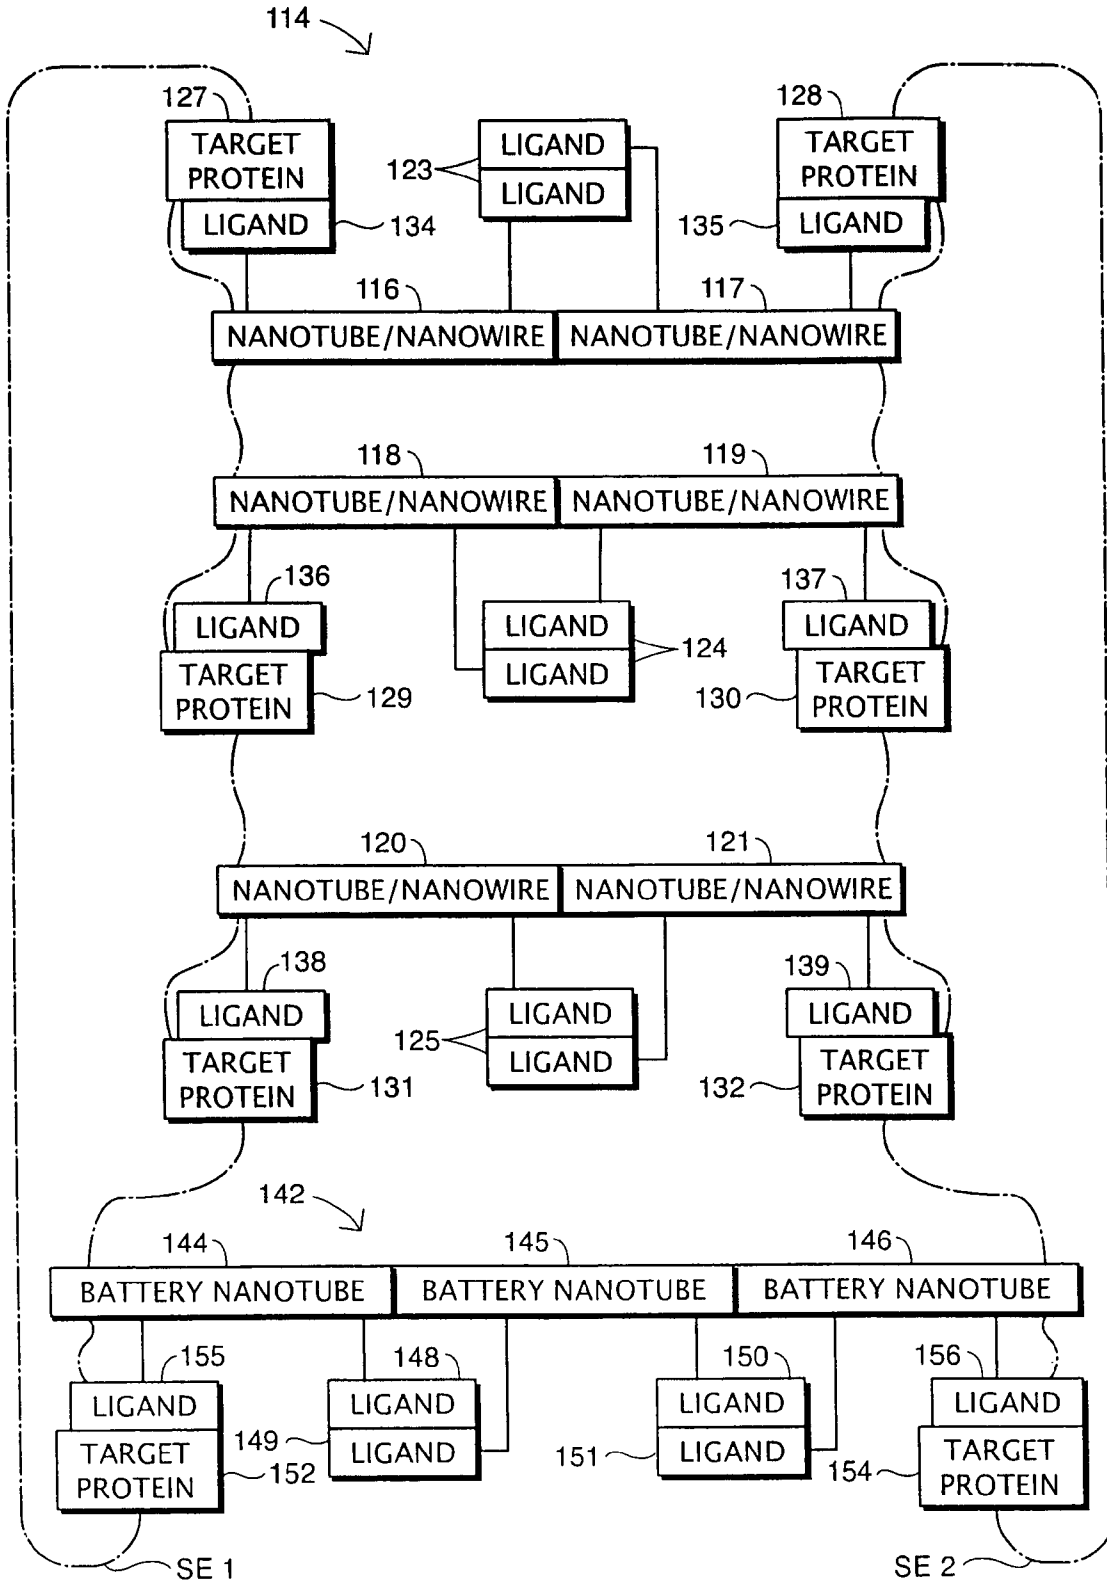 114
127
128
TARGET
PROTEIN
LIGAND
134
123
LIGAND
LIGAND
TARGET
PROTEIN
135
LIGAND
116
117
NANOTUBE/NANOWIRE
NANOTUBE/NANOWIRE
118
119
NANOTUBE/NANOWIRE
NANOTUBE/NANOWIRE
136
137
LIGAND
TARGET
PROTEIN
129
LIGAND
LIGAND
124
LIGAND
130
TARGET
PROTEIN
120
121
NANOTUBE/NANOWIRE
NANOTUBE/NANOWIRE
138
139
LIGAND
TARGET
PROTEIN
131
125
LIGAND
LIGAND
LIGAND
132
TARGET
PROTEIN
142
144
145
146
BATTERY NANOTUBE
BATTERY NANOTUBE
BATTERY NANOTUBE
155
148
150
156
LIGAND
TARGET
PROTEIN
152
149
LIGAND
LIGAND
151
LIGAND
LIGAND
154
LIGAND
TARGET
PROTEIN
SE 1
SE 2